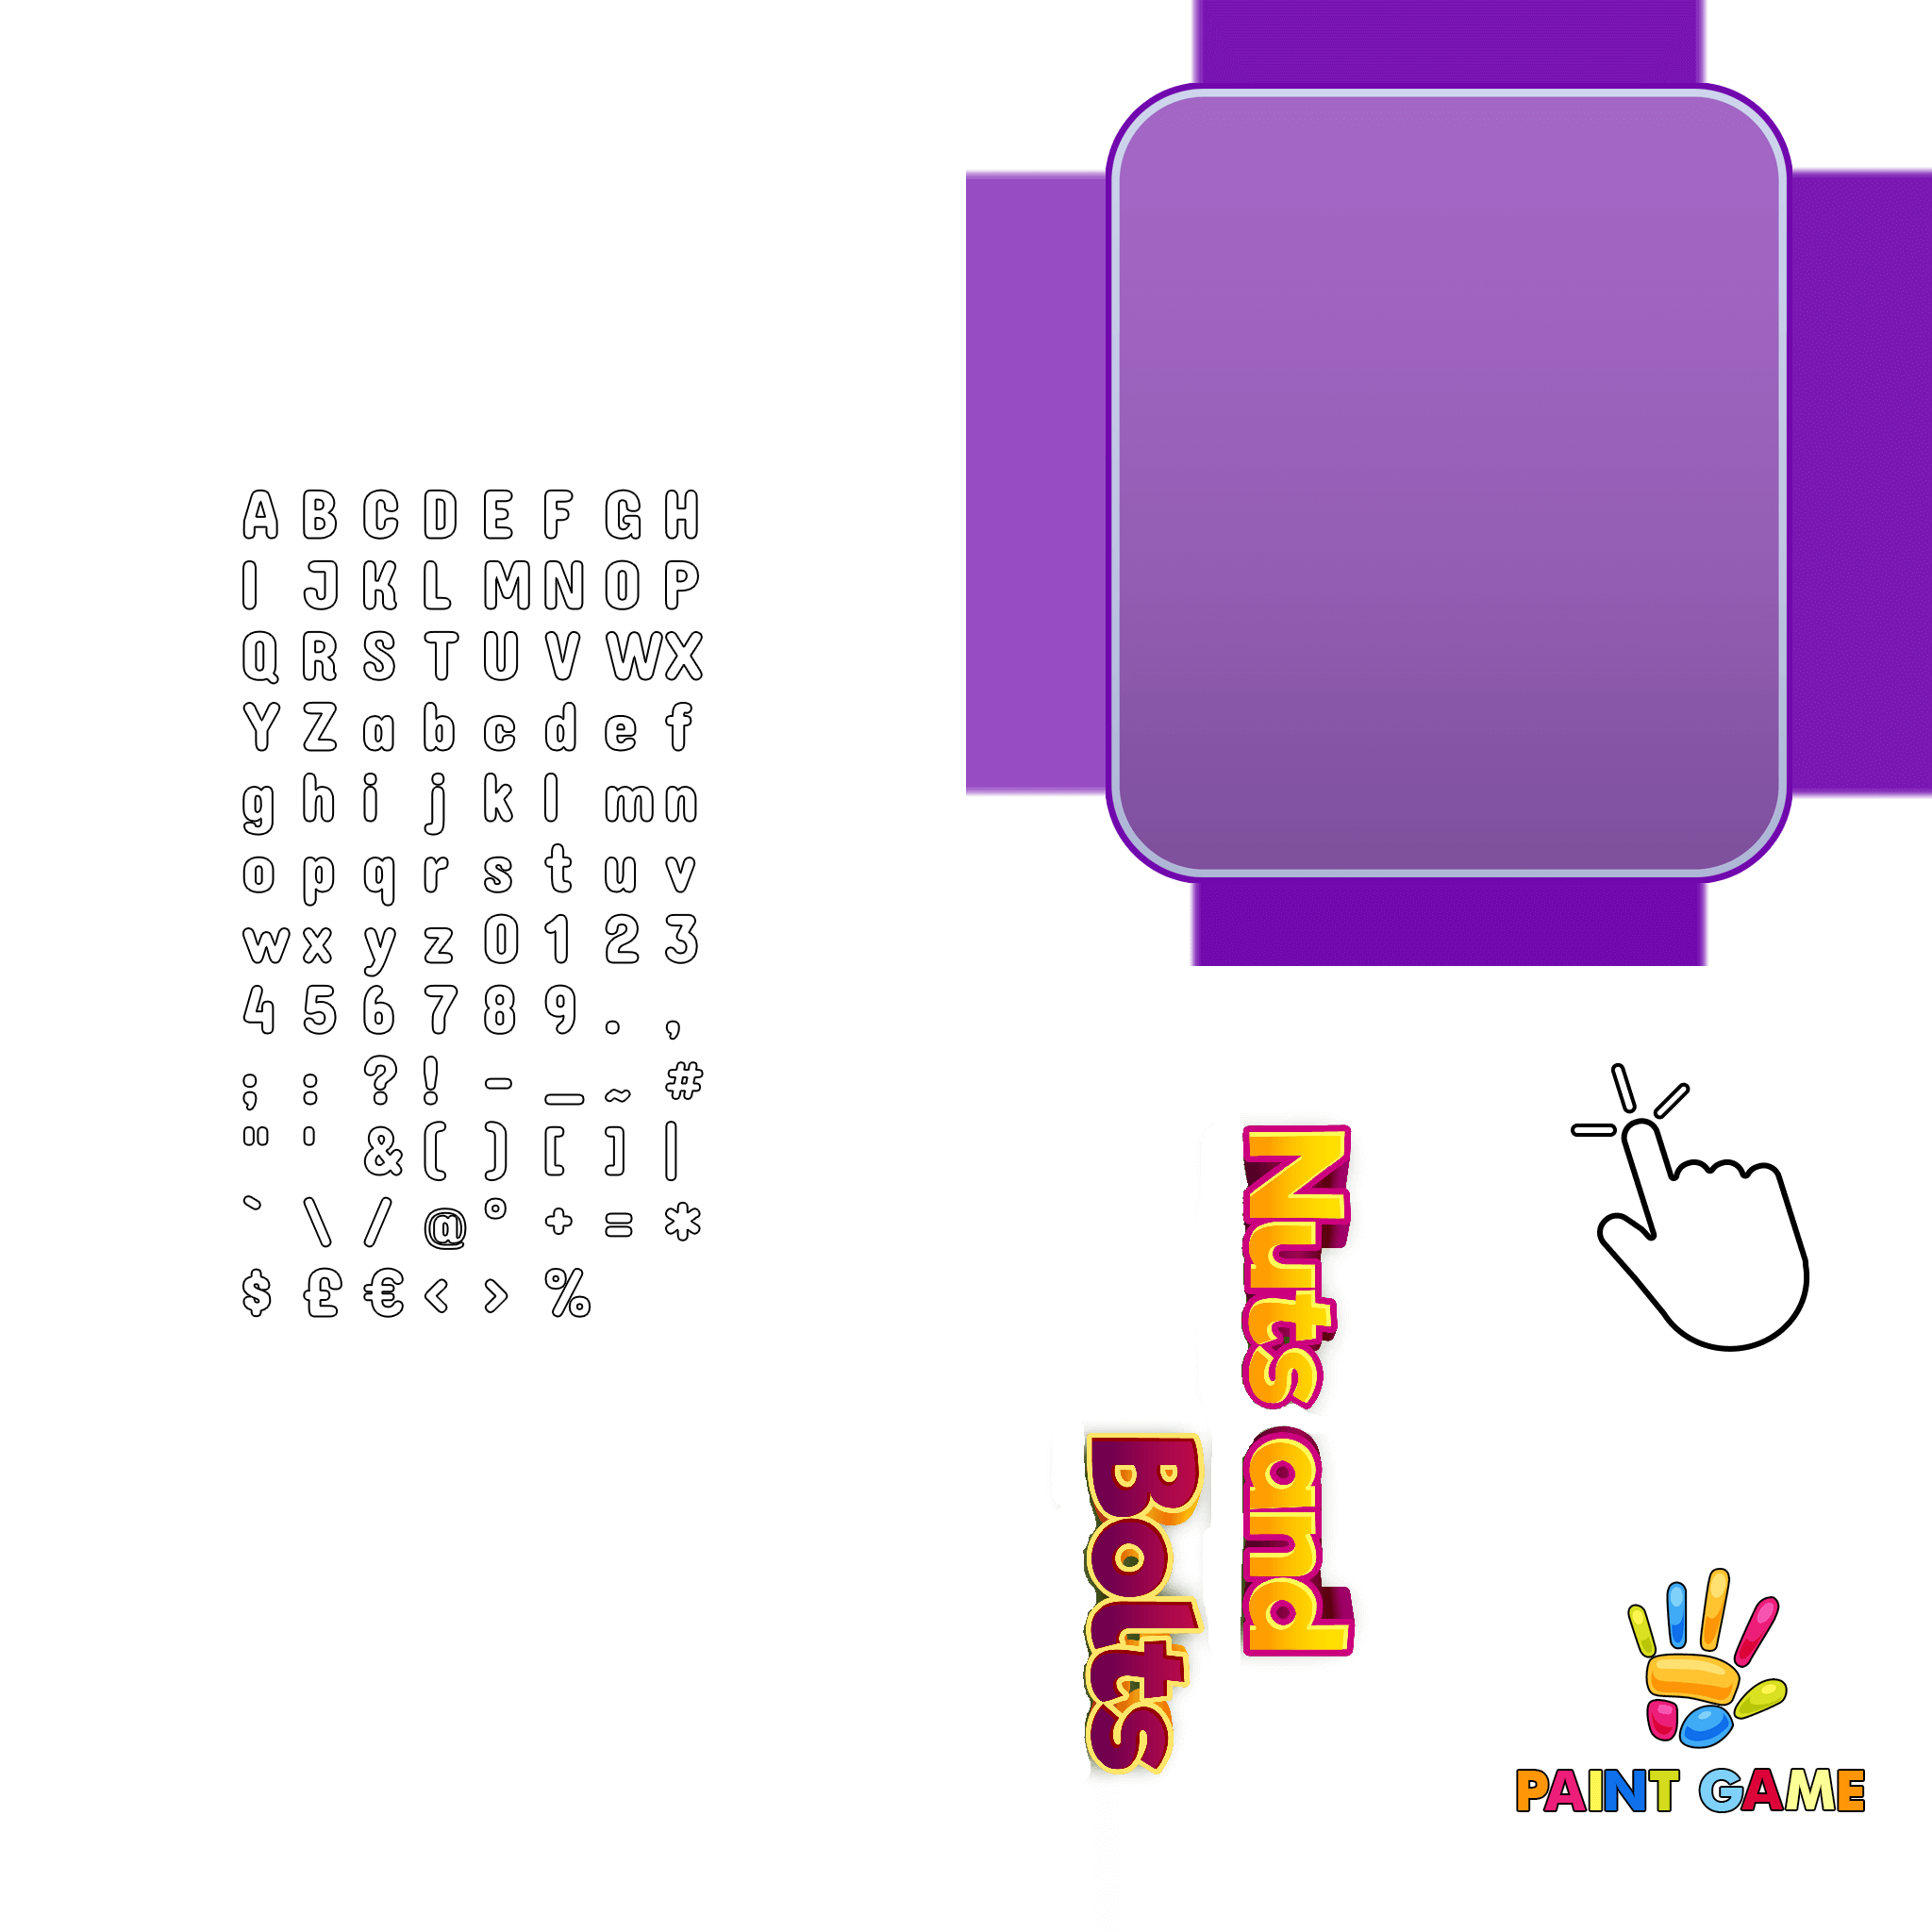 A B C D E F G H
I J K L M N O P
Q R S T U V W X
Y Z a b c d e f
g h i j k l m n
o p q r s t u v
w x y z 0 1 2 3
4 5 6 7 8 9 . ,
; : ? ! - _ ~ #
" ' & ( ) [ ] |
` \ / @ ° + = *
$ £ € < > %
Nuts and
Bolts
PAINT GAME